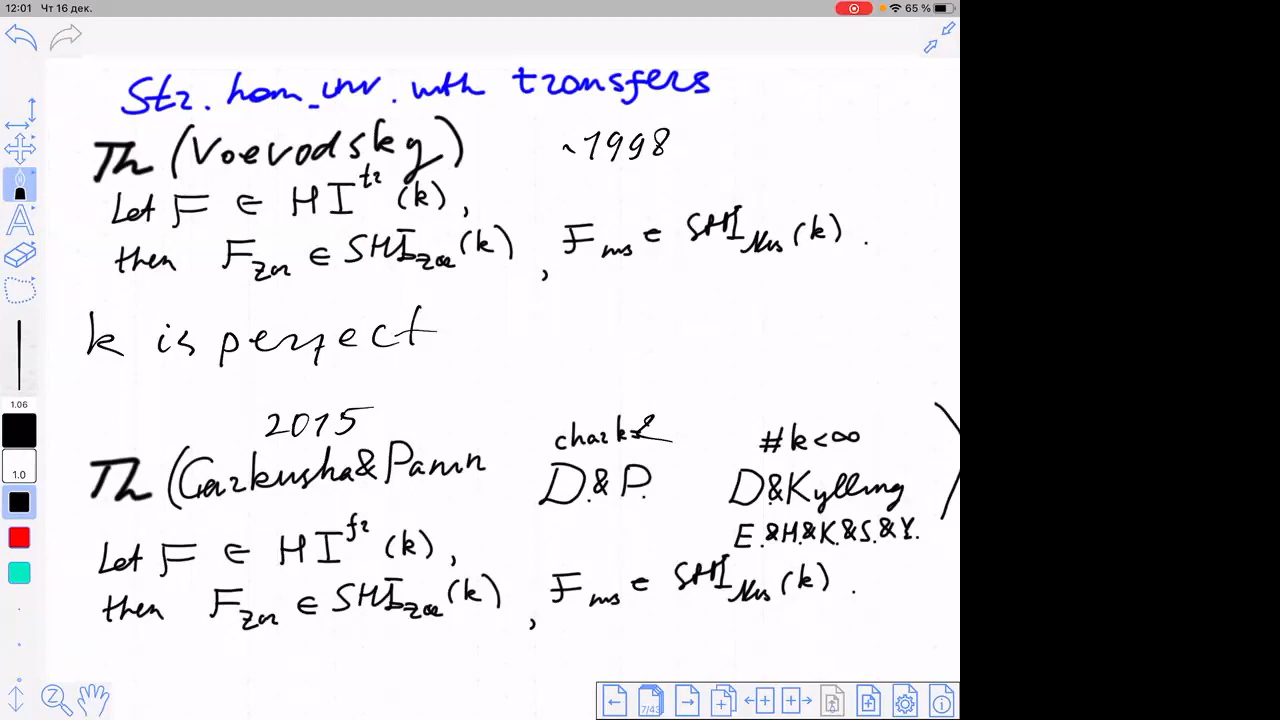 12:01 Чт 16 дек. 65 %
Str. hom_inv. with transfers
Th (Voevodsky) ~1998
Let F ∈ HI^tr (k),
then F_Zar ∈ SHI_Zar (k), F_nis ∈ SHI_Nis (k).
k is perfect
1.06
2015 char k=2 #k<∞
1.0
Th (Garkusha&Panin D.&P. D&Kylling )
E.&H.&K.&S.&Y.
Let F ∈ HI^fr (k),
then F_Zar ∈ SHI_Zar (k), F_nis ∈ SHI_Nis (k).
7/43